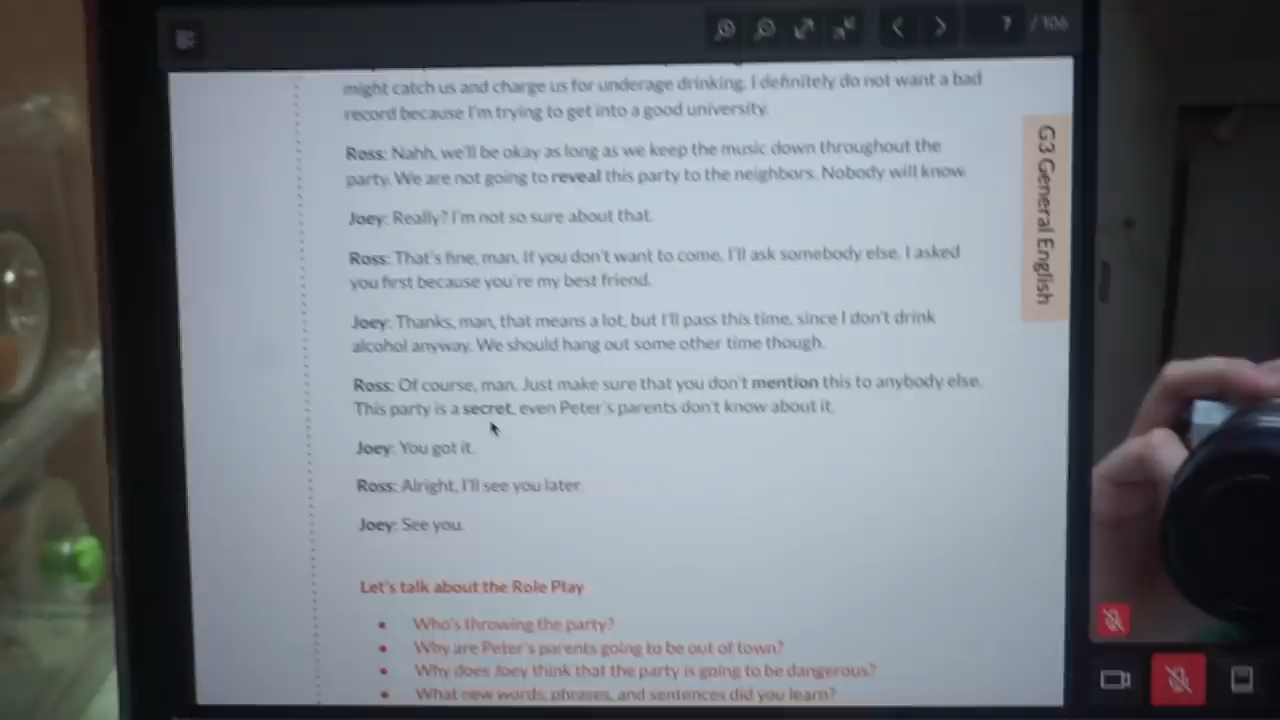 7 / 106
might catch us and charge us for underage drinking. I definitely do not want a bad
record because I'm trying to get into a good university.
Ross: Nahh, we'll be okay as long as we keep the music down throughout the
party. We are not going to reveal this party to the neighbors. Nobody will know.
Joey: Really? I'm not so sure about that.
Ross: That's fine, man. If you don't want to come, I'll ask somebody else. I asked
you first because you're my best friend.
Joey: Thanks, man, that means a lot, but I'll pass this time, since I don't drink
alcohol anyway. We should hang out some other time though.
Ross: Of course, man. Just make sure that you don't mention this to anybody else.
This party is a secret, even Peter's parents don't know about it.
Joey: You got it.
Ross: Alright, I'll see you later.
Joey: See you.
Let's talk about the Role Play
• Who's throwing the party?
• Why are Peter's parents going to be out of town?
• Why does Joey think that the party is going to be dangerous?
• What new words, phrases, and sentences did you learn?
G3 General English